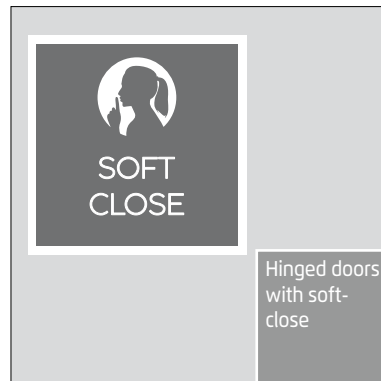 SOFT
CLOSE
Hinged doors
with soft-
close